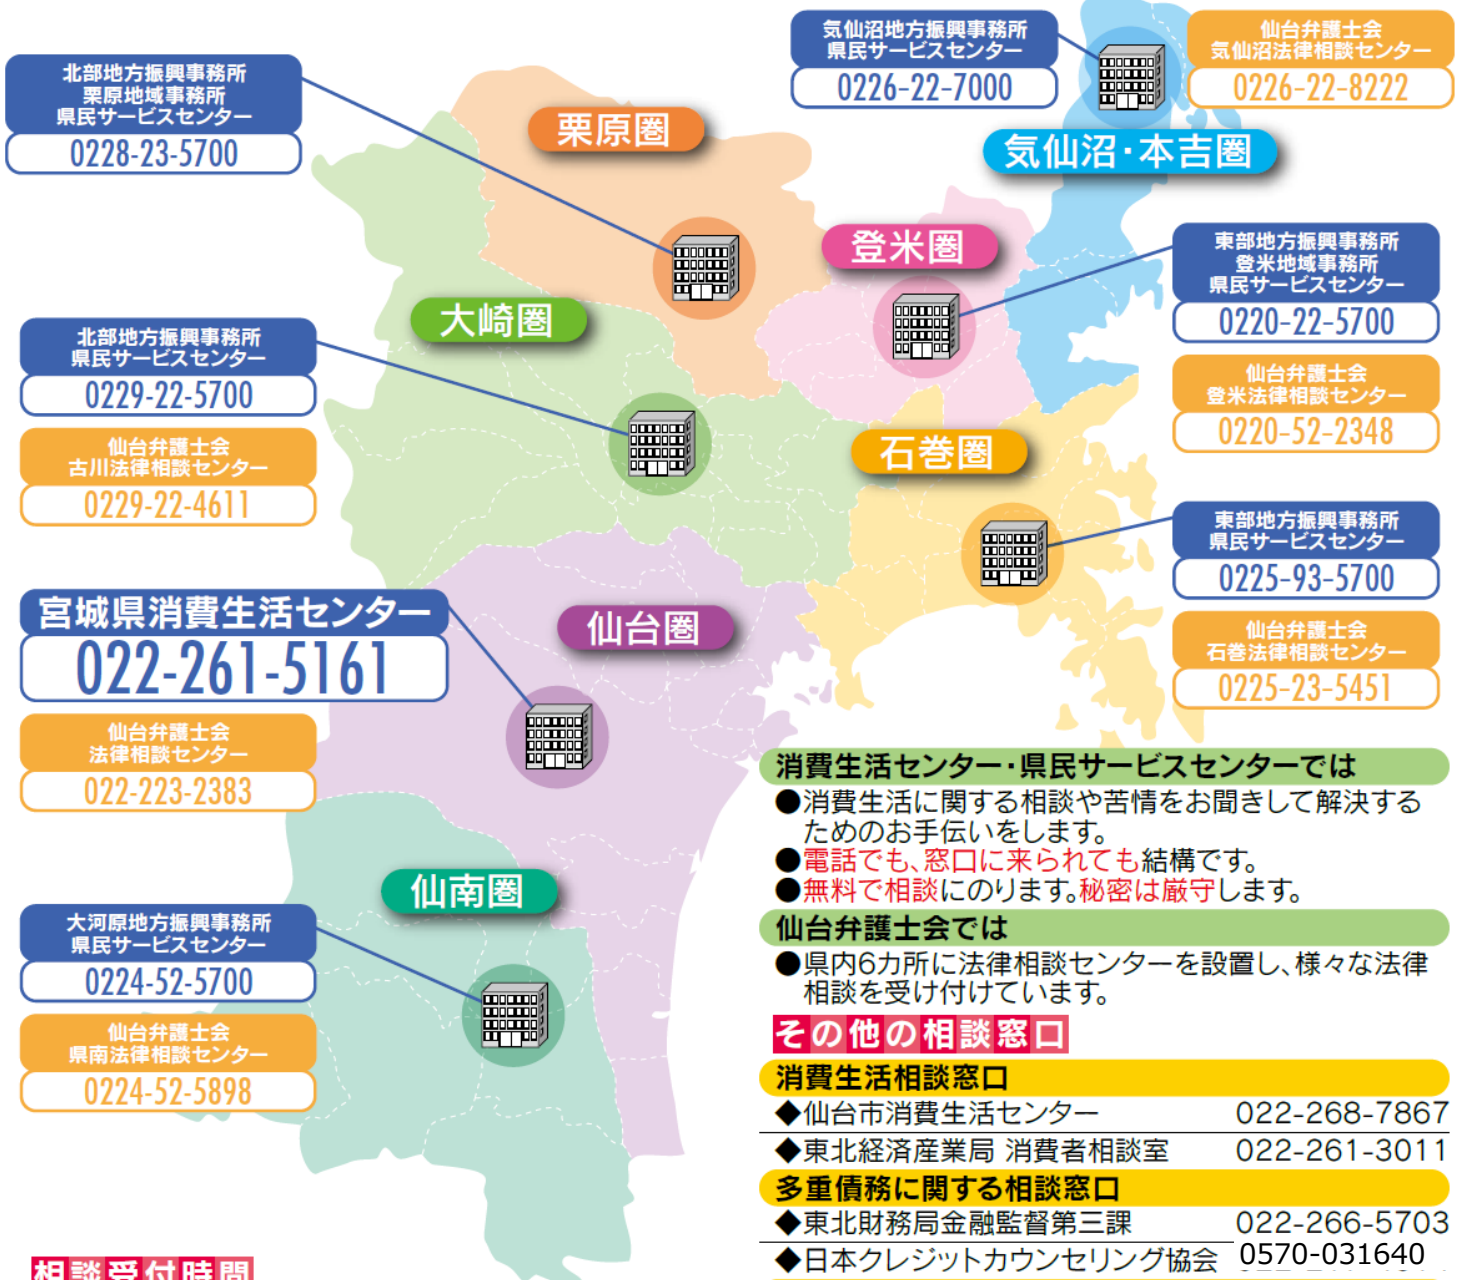 気仙沼地方振興事務所
県民サービスセンター
0226-22-7000
仙台弁護士会
気仙沼法律相談センター
0226-22-8222
北部地方振興事務所
栗原地域事務所
県民サービスセンター
0228-23-5700
栗原圏
気仙沼・本吉圏
登米圏
東部地方振興事務所
登米地域事務所
県民サービスセンター
0220-22-5700
仙台弁護士会
登米法律相談センター
0220-52-2348
大崎圏
北部地方振興事務所
県民サービスセンター
0229-22-5700
仙台弁護士会
古川法律相談センター
0229-22-4611
石巻圏
東部地方振興事務所
県民サービスセンター
0225-93-5700
仙台弁護士会
石巻法律相談センター
0225-23-5451
宮城県消費生活センター
022-261-5161
仙台弁護士会
法律相談センター
022-223-2383
仙台圏
仙南圏
大河原地方振興事務所
県民サービスセンター
0224-52-5700
仙台弁護士会
県南法律相談センター
0224-52-5898
消費生活センター・県民サービスセンターでは
●消費生活に関する相談や苦情をお聞きして解決する
ためのお手伝いをします。
●電話でも、窓口に来られても結構です。
●無料で相談にのります。秘密は厳守します。
仙台弁護士会では
●県内6カ所に法律相談センターを設置し、様々な法律
相談を受け付けています。
その他の相談窓口
消費生活相談窓口
◆仙台市消費生活センター 022-268-7867
◆東北経済産業局 消費者相談室 022-261-3011
多重債務に関する相談窓口
◆東北財務局金融監督第三課 022-266-5703
◆日本クレジットカウンセリング協会 0570-031640
相談受付時間